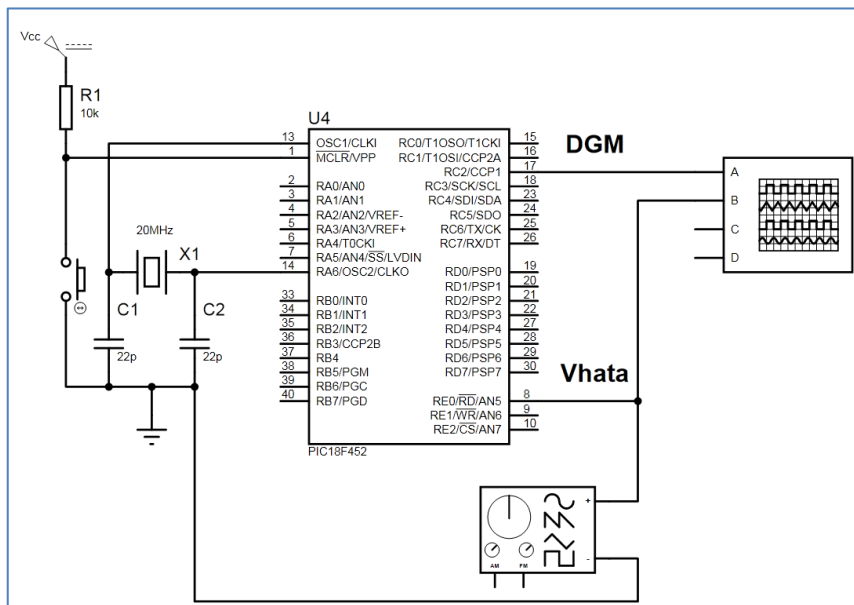 Vcc
R1
10k
U4
13 OSC1/CLKI
1 MCLR/VPP
2 RA0/AN0
3 RA1/AN1
4 RA2/AN2/VREF-
5 RA3/AN3/VREF+
6 RA4/T0CKI
7 RA5/AN4/SS/LVDIN
14 RA6/OSC2/CLKO
33 RB0/INT0
34 RB1/INT1
35 RB2/INT2
36 RB3/CCP2B
37 RB4
38 RB5/PGM
39 RB6/PGC
40 RB7/PGD
RC0/T1OSO/T1CKI 15
RC1/T1OSI/CCP2A 16
RC2/CCP1 17
RC3/SCK/SCL 18
RC4/SDI/SDA 23
RC5/SDO 24
RC6/TX/CK 25
RC7/RX/DT 26
RD0/PSP0 19
RD1/PSP1 20
RD2/PSP2 21
RD3/PSP3 22
RD4/PSP4 27
RD5/PSP5 28
RD6/PSP6 29
RD7/PSP7 30
RE0/RD/AN5 8
RE1/WR/AN6 9
RE2/CS/AN7 10
PIC18F452
DGM
Vhata
A
B
C
D
20MHz
X1
C1
22p
C2
22p
+
-
AM
FM